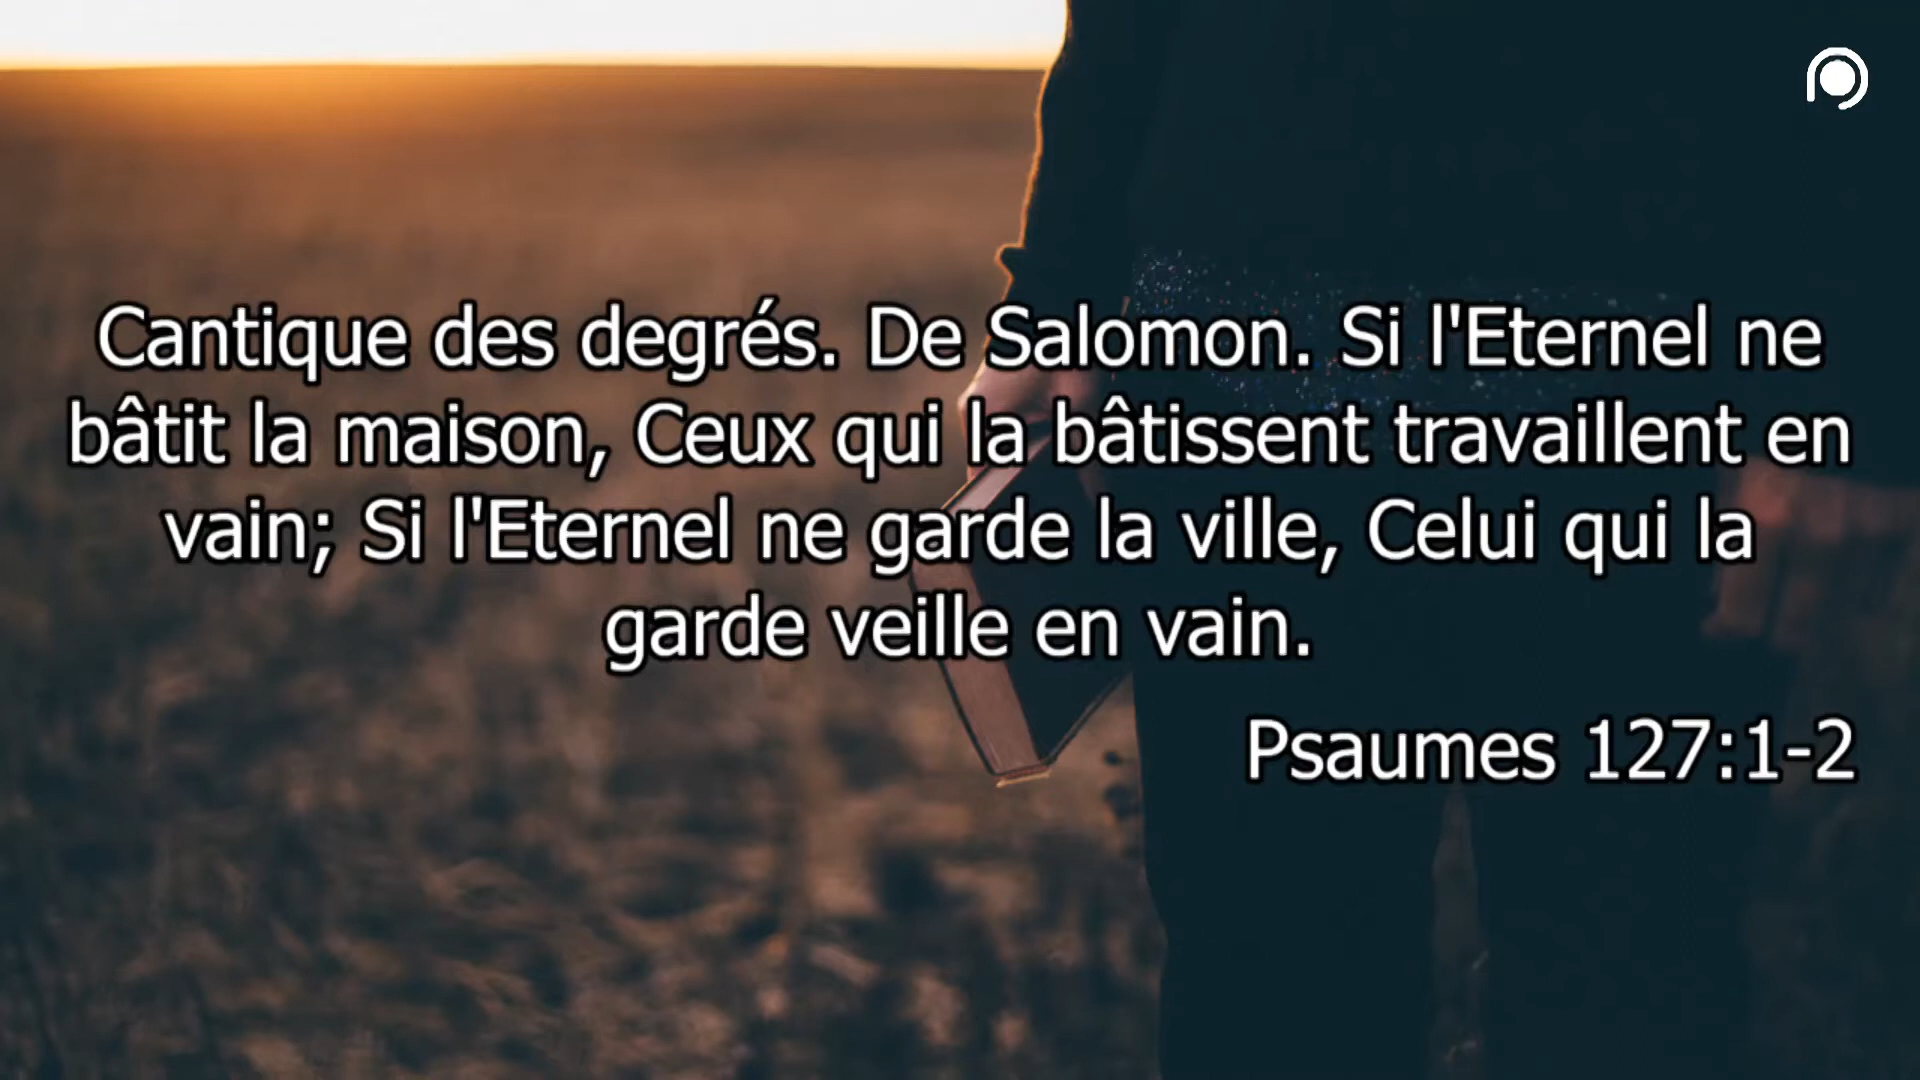 Cantique des degrés. De Salomon. Si l'Eternel ne
bâtit la maison, Ceux qui la bâtissent travaillent en
vain; Si l'Eternel ne garde la ville, Celui qui la
garde veille en vain.
Psaumes 127:1-2